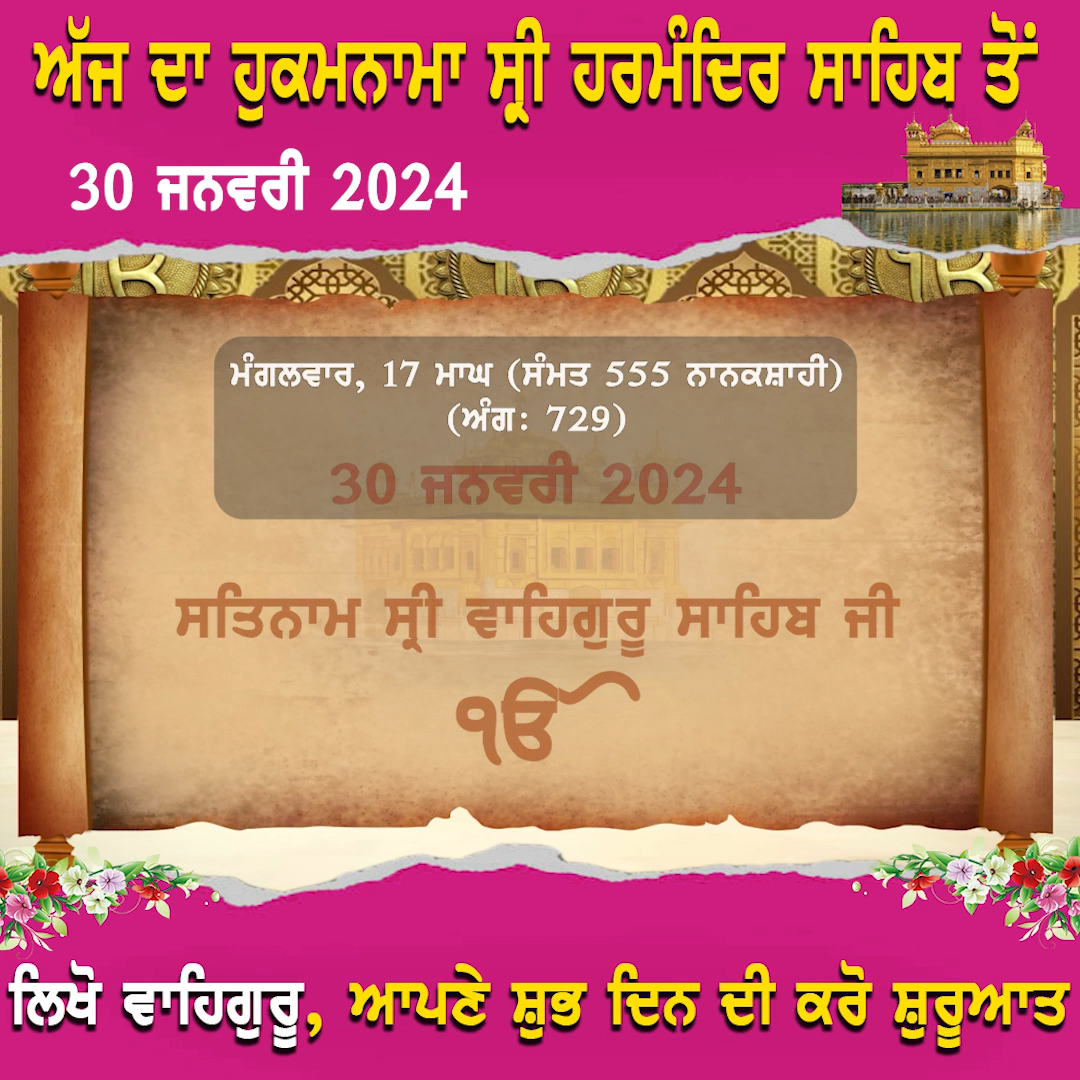 ਅੱਜ ਦਾ ਹੁਕਮਨਾਮਾ ਸ੍ਰੀ ਹਰਮੰਦਿਰ ਸਾਹਿਬ ਤੋਂ
30 ਜਨਵਰੀ 2024
ਮੰਗਲਵਾਰ, 17 ਮਾਘ (ਸੰਮਤ 555 ਨਾਨਕਸ਼ਾਹੀ)
(ਅੰਗ: 729)
30 ਜਨਵਰੀ 2024
ਸਤਿਨਾਮ ਸ੍ਰੀ ਵਾਹਿਗੁਰੂ ਸਾਹਿਬ ਜੀ
ੴ
ਲਿਖੋ ਵਾਹਿਗੁਰੂ, ਆਪਣੇ ਸ਼ੁਭ ਦਿਨ ਦੀ ਕਰੋ ਸ਼ੁਰੂਆਤ